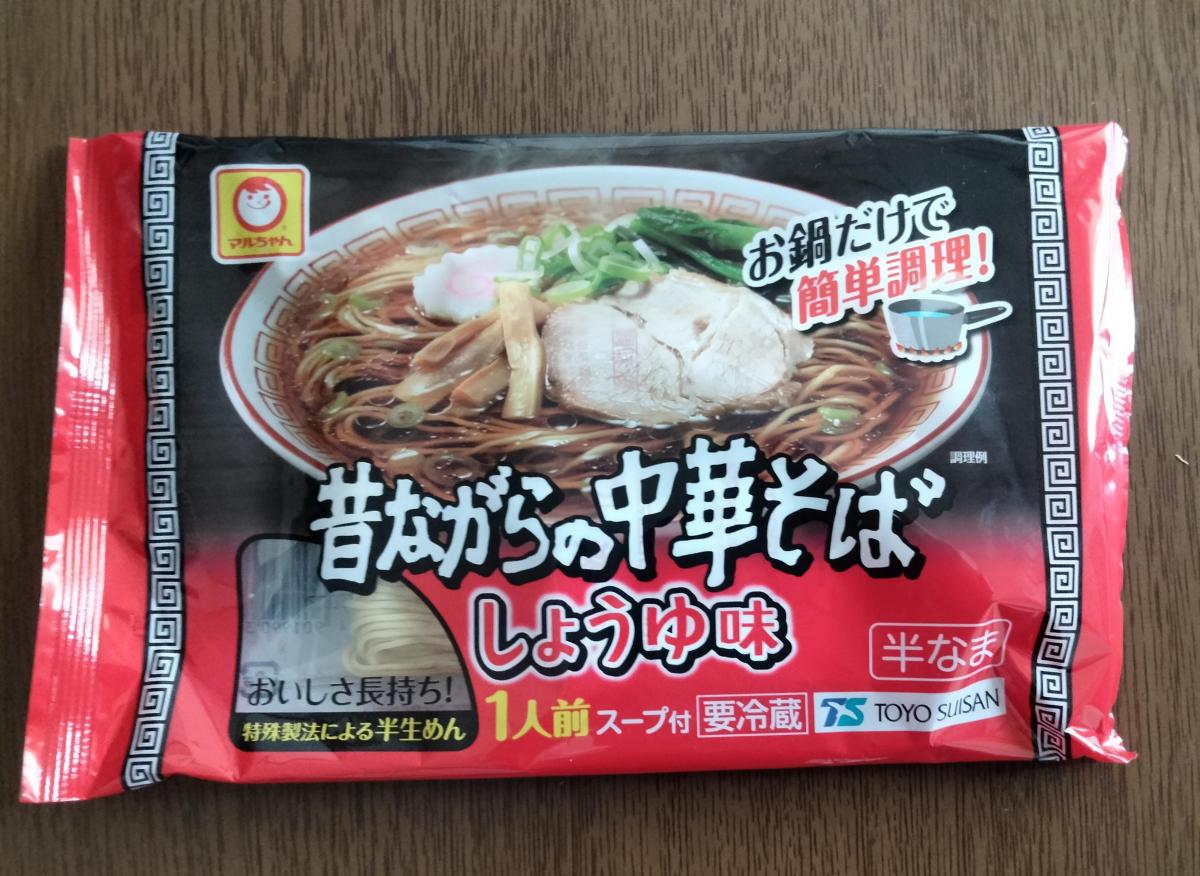 マルちゃん
お鍋だけで
簡単調理!
調理例
昔ながらの中華そば
しょうゆ味
半なま
おいしさ長持ち!
特殊製法による半生めん
1人前 スープ付 要冷蔵 TS TOYO SUISAN